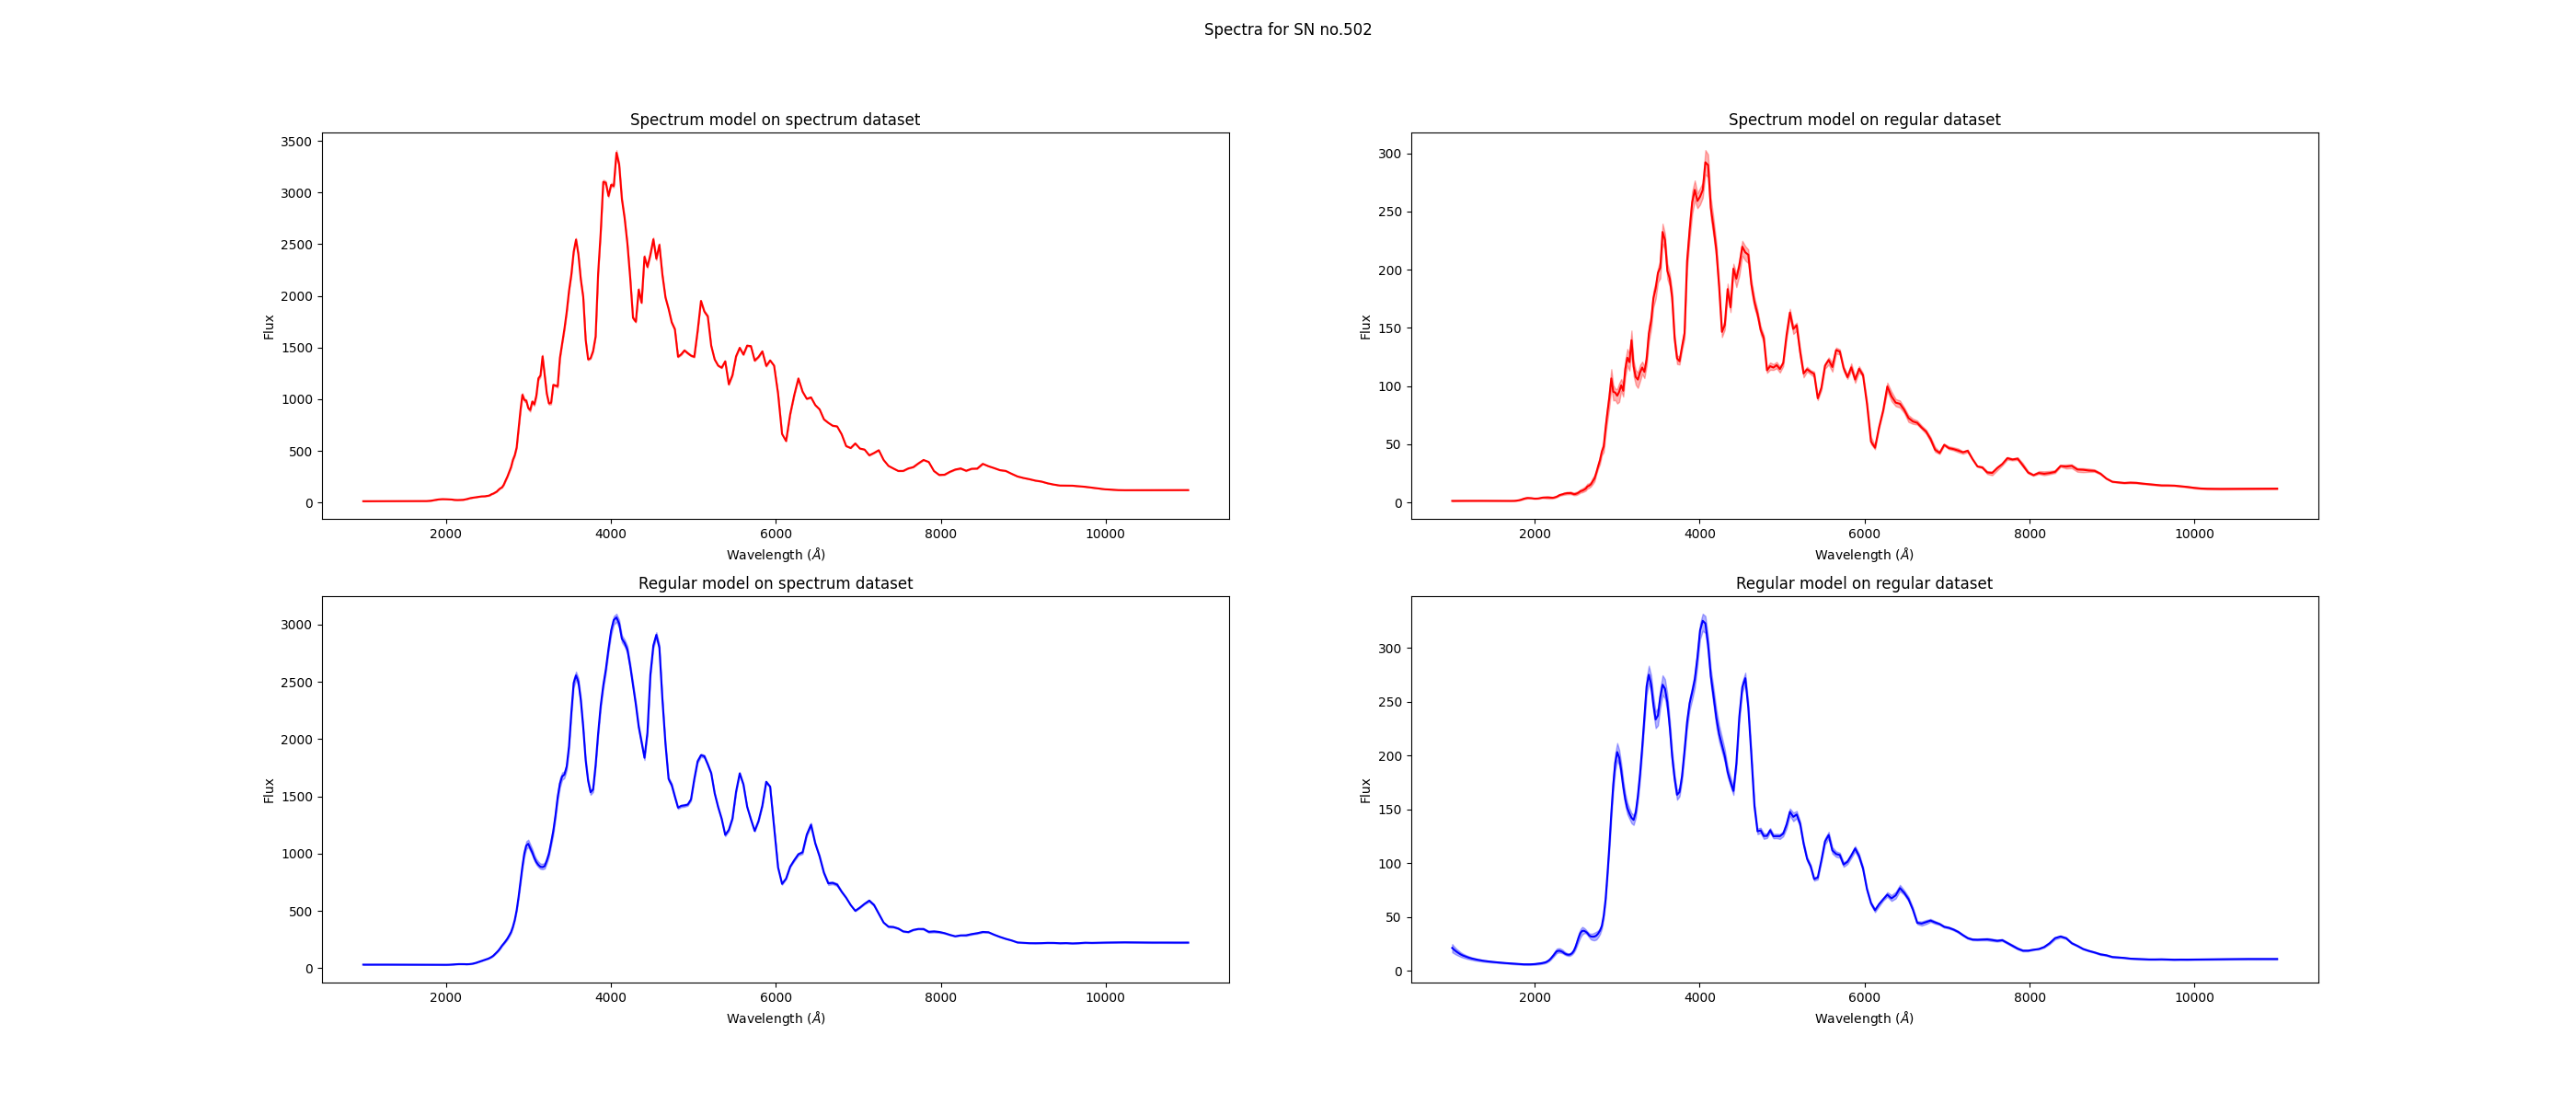 Spectra for SN no.502
Spectrum model on spectrum dataset
3500
3000
2500
2000
1500
1000
500
0
Flux
2000 4000 6000 8000 10000
Wavelength (Å)
Spectrum model on regular dataset
300
250
200
150
100
50
0
Flux
2000 4000 6000 8000 10000
Wavelength (Å)
Regular model on spectrum dataset
3000
2500
2000
1500
1000
500
0
Flux
2000 4000 6000 8000 10000
Wavelength (Å)
Regular model on regular dataset
300
250
200
150
100
50
0
Flux
2000 4000 6000 8000 10000
Wavelength (Å)